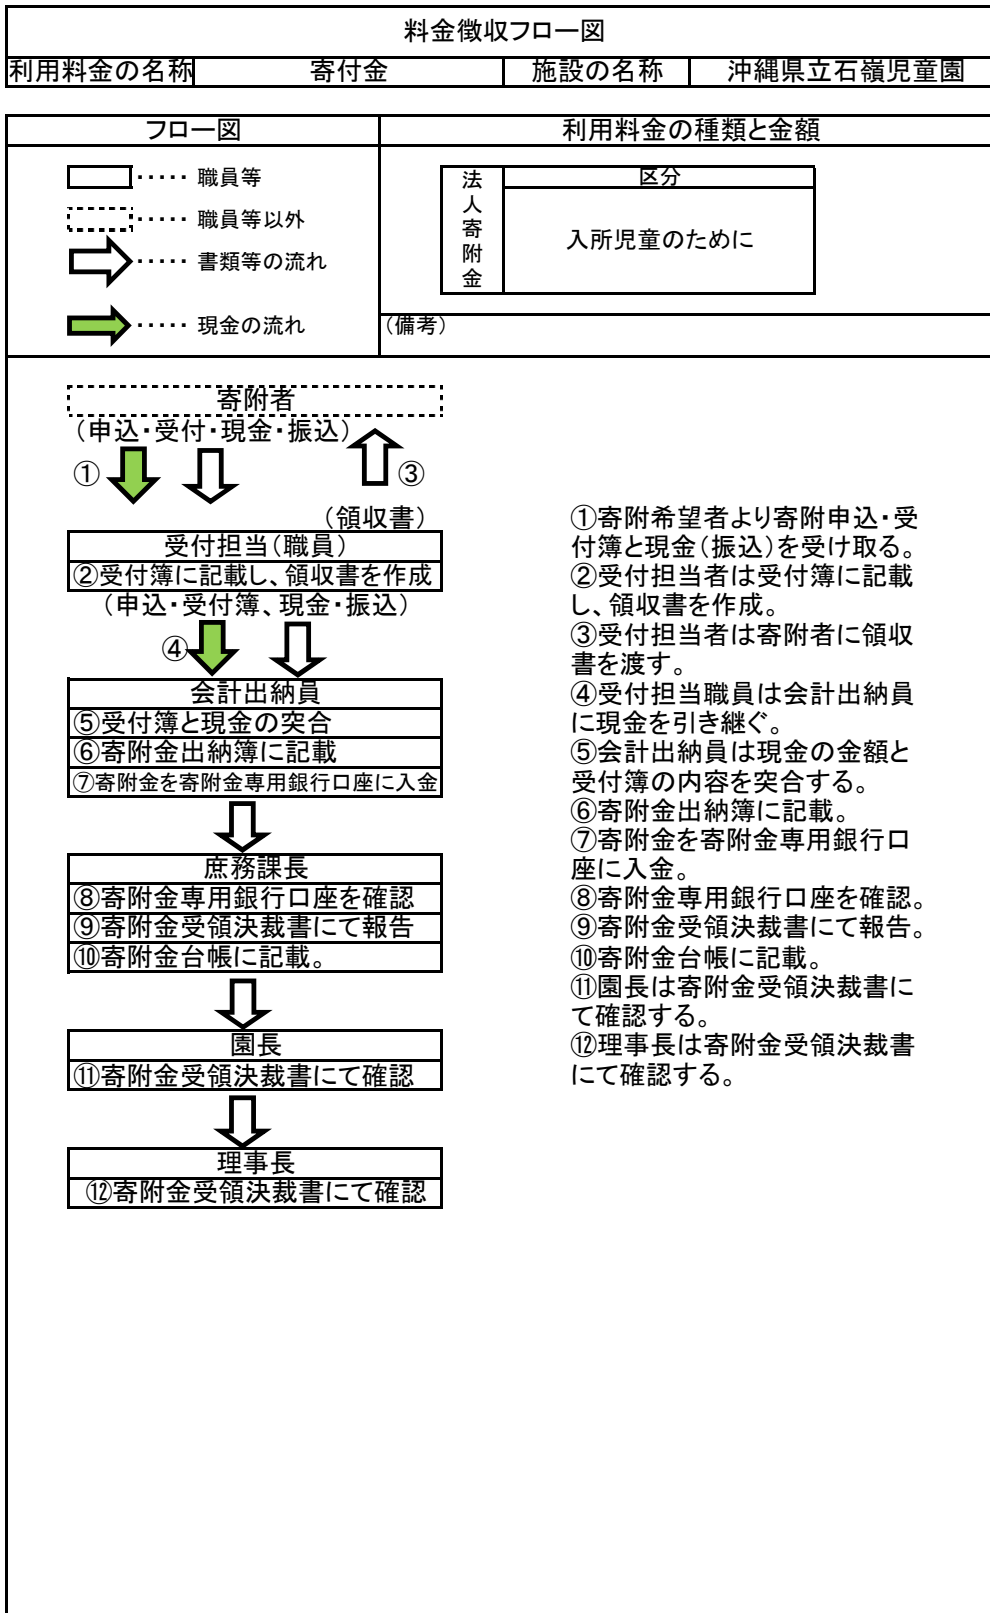 料金徴収フロー図
利用料金の名称 寄付金 施設の名称 沖縄県立石嶺児童園
フロー図 利用料金の種類と金額
‥‥‥ 職員等
‥‥‥ 職員等以外
‥‥‥ 書類等の流れ
‥‥‥ 現金の流れ
法人寄附金
区分
入所児童のために
（備考）
寄附者
（申込・受付・現金・振込）
① ③
（領収書）
受付担当（職員）
②受付簿に記載し、領収書を作成
（申込・受付簿、現金・振込）
④
会計出納員
⑤受付簿と現金の突合
⑥寄附金出納簿に記載
⑦寄附金を寄附金専用銀行口座に入金
庶務課長
⑧寄附金専用銀行口座を確認
⑨寄附金受領決裁書にて報告
⑩寄附金台帳に記載。
園長
⑪寄附金受領決裁書にて確認
理事長
⑫寄附金受領決裁書にて確認
①寄附希望者より寄附申込・受
付簿と現金（振込）を受け取る。
②受付担当者は受付簿に記載
し、領収書を作成。
③受付担当者は寄附者に領収
書を渡す。
④受付担当職員は会計出納員
に現金を引き継ぐ。
⑤会計出納員は現金の金額と
受付簿の内容を突合する。
⑥寄附金出納簿に記載。
⑦寄附金を寄附金専用銀行口
座に入金。
⑧寄附金専用銀行口座を確認。
⑨寄附金受領決裁書にて報告。
⑩寄附金台帳に記載。
⑪園長は寄附金受領決裁書に
て確認する。
⑫理事長は寄附金受領決裁書
にて確認する。